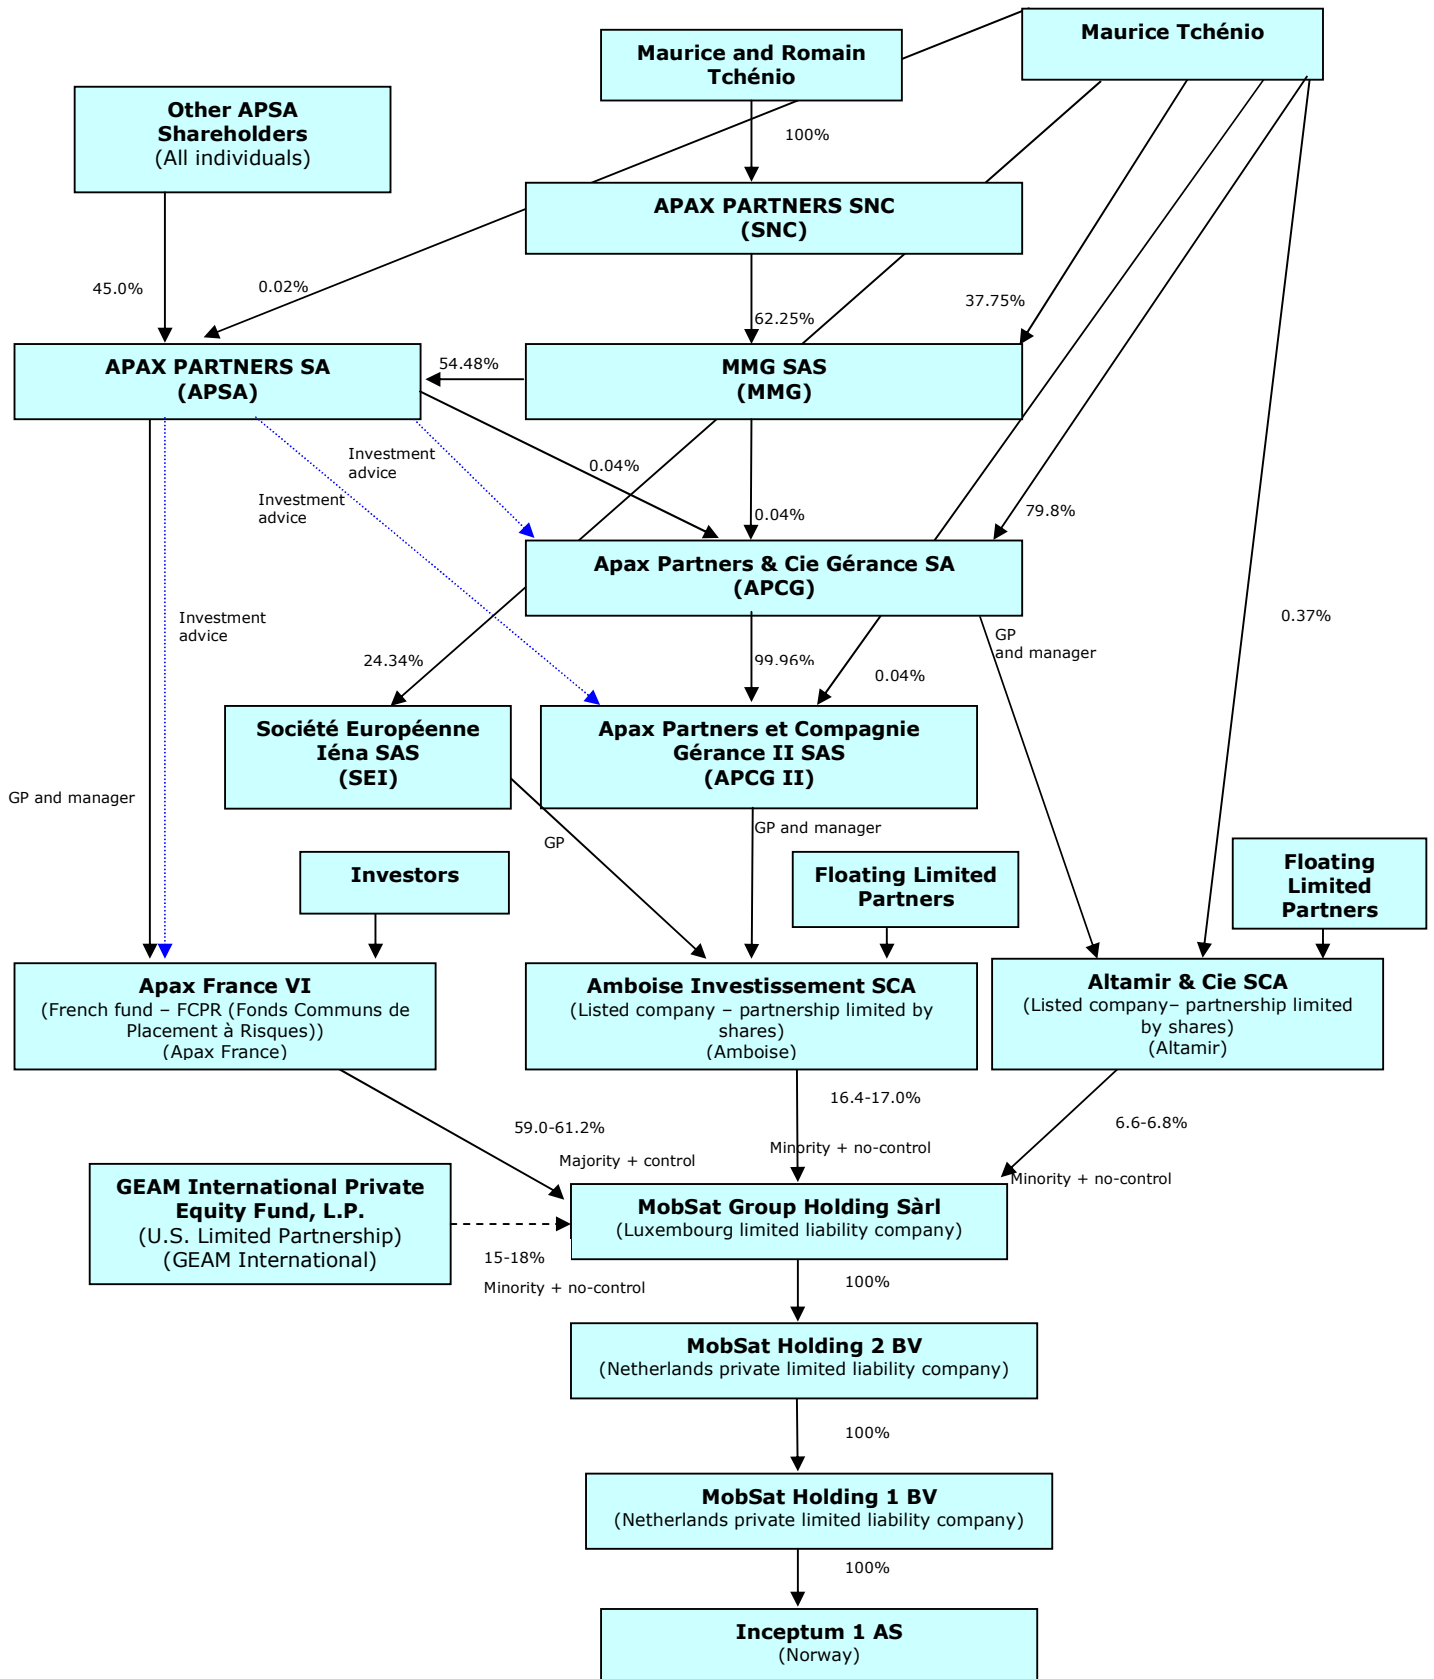 Maurice Tchénio
Maurice and Romain
Tchénio
Other APSA
Shareholders
(All individuals)
100%
APAX PARTNERS SNC
(SNC)
45.0%
0.02%
62.25%
37.75%
APAX PARTNERS SA
(APSA)
54.48%
MMG SAS
(MMG)
Investment
advice
0.04%
Investment
advice
0.04%
79.8%
Apax Partners & Cie Gérance SA
(APCG)
Investment
advice
0.37%
GP
and manager
24.34%
99.96%
0.04%
Société Européenne
Iéna SAS
(SEI)
Apax Partners et Compagnie
Gérance II SAS
(APCG II)
GP and manager
GP
GP and manager
Investors
Floating Limited
Partners
Floating
Limited
Partners
Apax France VI
(French fund – FCPR (Fonds Communs de
Placement à Risques))
(Apax France)
Amboise Investissement SCA
(Listed company – partnership limited by
shares)
(Amboise)
Altamir & Cie SCA
(Listed company– partnership limited
by shares)
(Altamir)
59.0-61.2%
16.4-17.0%
6.6-6.8%
Majority + control
Minority + no-control
Minority + no-control
GEAM International Private
Equity Fund, L.P.
(U.S. Limited Partnership)
(GEAM International)
MobSat Group Holding Sàrl
(Luxembourg limited liability company)
15-18%
Minority + no-control
100%
MobSat Holding 2 BV
(Netherlands private limited liability company)
100%
MobSat Holding 1 BV
(Netherlands private limited liability company)
100%
Inceptum 1 AS
(Norway)